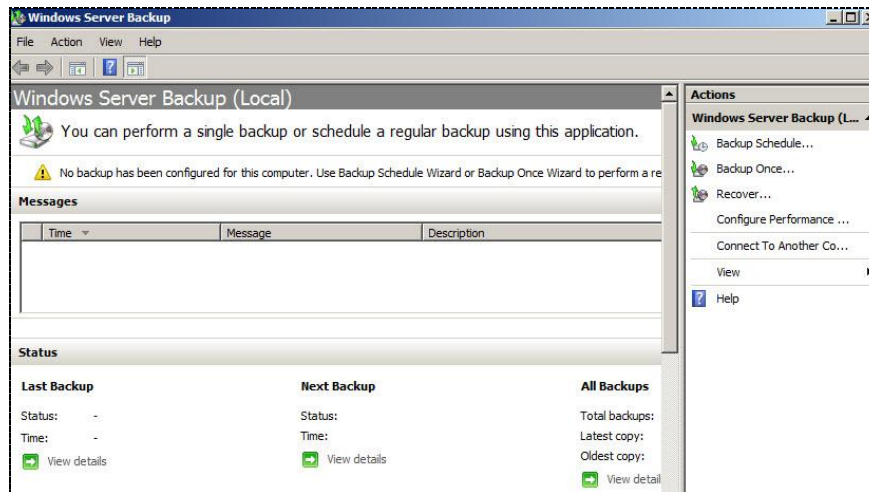 Windows Server Backup
File Action View Help
Windows Server Backup (Local)
You can perform a single backup or schedule a regular backup using this application.
No backup has been configured for this computer. Use Backup Schedule Wizard or Backup Once Wizard to perform a re
Messages
Time Message Description
Status
Last Backup
Status: -
Time: -
View details
Next Backup
Status:
Time:
View details
All Backups
Total backups:
Latest copy:
Oldest copy:
View detail
Actions
Windows Server Backup (L...
Backup Schedule...
Backup Once...
Recover...
Configure Performance ...
Connect To Another Co...
View
Help